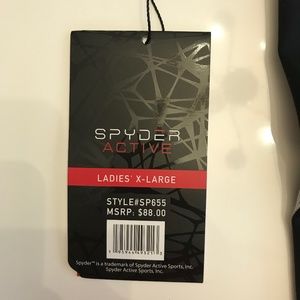 SPYDER
ACTIVE
LADIES' X-LARGE
STYLE#SP655
MSRP: $88.00
Spyder™ is a trademark of Spyder Active Sports, Inc.
Spyder Active Sports, Inc.